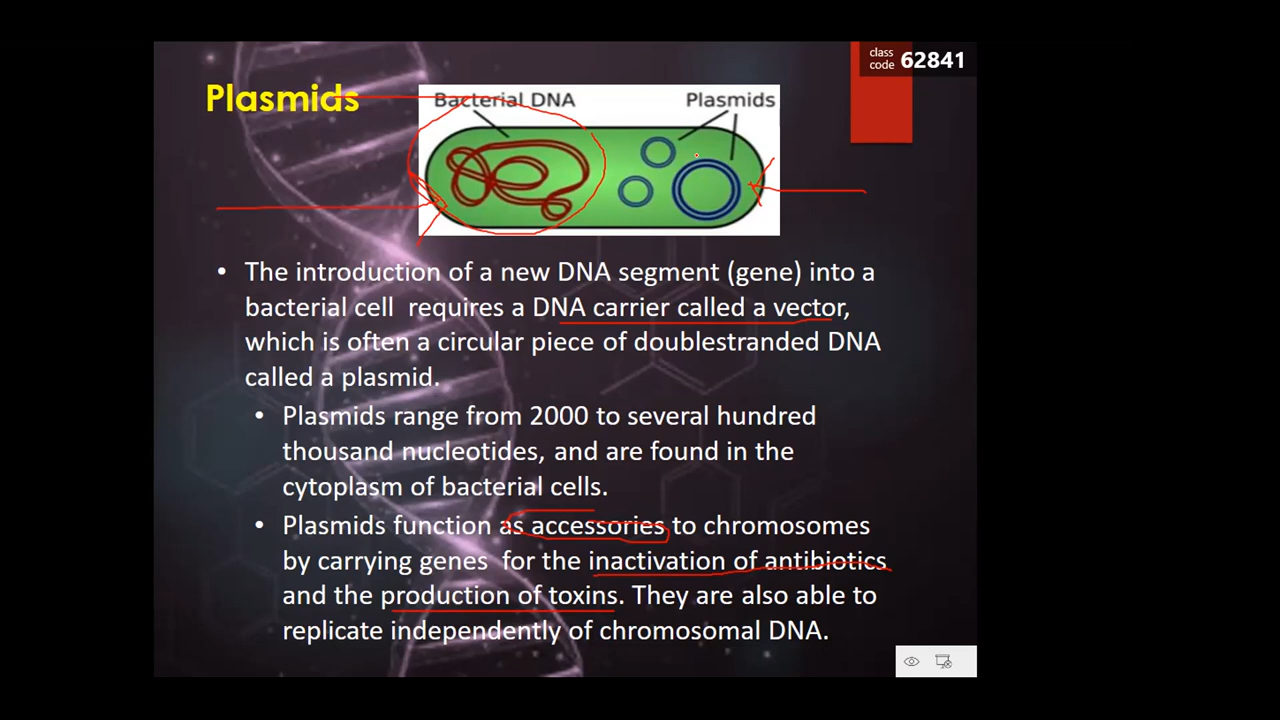 class
code 62841
Plasmids
Bacterial DNA Plasmids
• The introduction of a new DNA segment (gene) into a
bacterial cell requires a DNA carrier called a vector,
which is often a circular piece of doublestranded DNA
called a plasmid.
• Plasmids range from 2000 to several hundred
thousand nucleotides, and are found in the
cytoplasm of bacterial cells.
• Plasmids function as accessories to chromosomes
by carrying genes for the inactivation of antibiotics
and the production of toxins. They are also able to
replicate independently of chromosomal DNA.